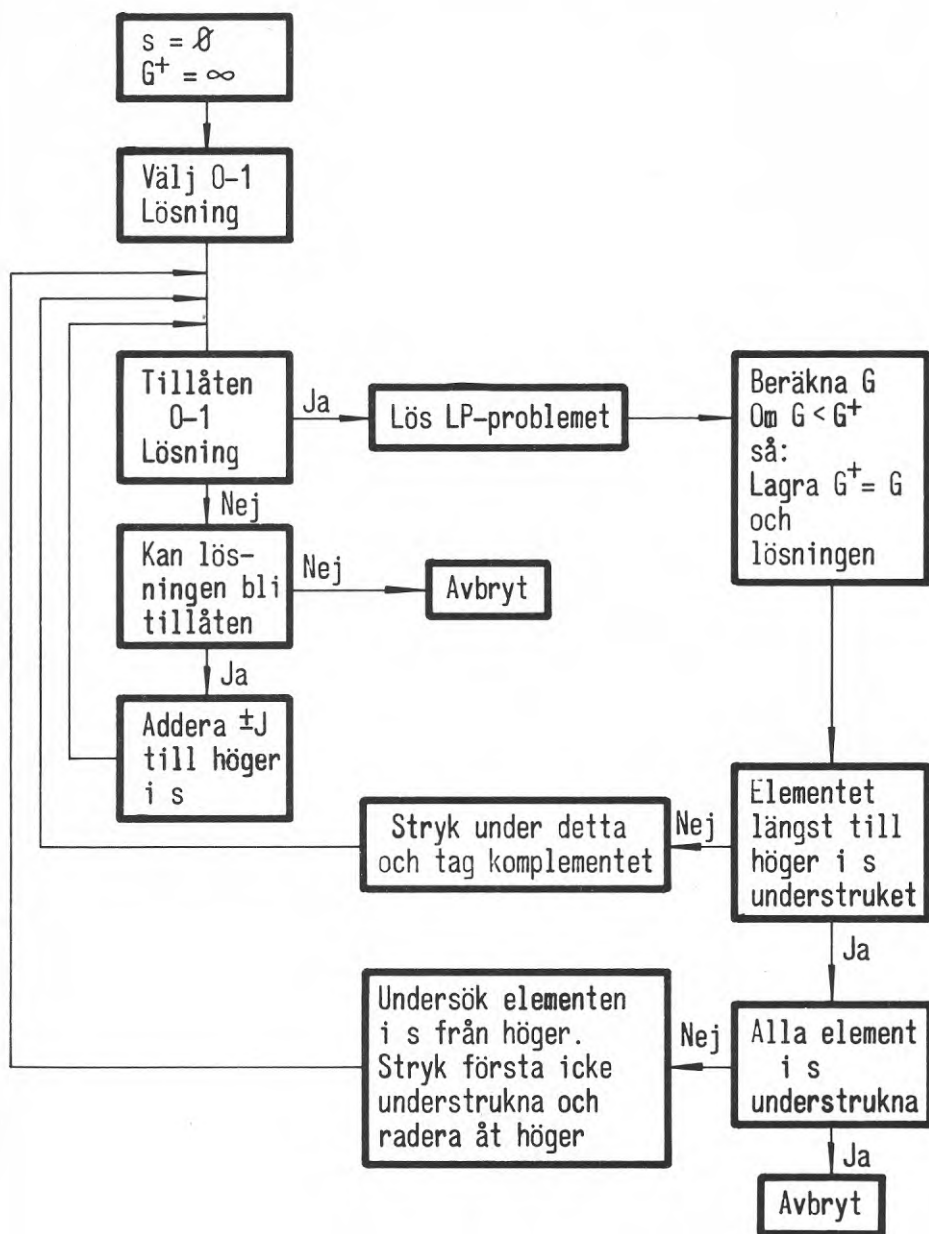 s = Ø
G⁺ = ∞
Välj 0–1
Lösning
Tillåten
0–1
Lösning
Ja
Lös LP–problemet
Beräkna G
Om G < G⁺
så:
Lagra G⁺ = G
och
lösningen
Nej
Kan lös–
ningen bli
tillåten
Nej
Avbryt
Ja
Addera ±J
till höger
i s
Stryk under detta
och tag komplementet
Nej
Elementet
längst till
höger i s
understruket
Ja
Undersök elementen
i s från höger.
Stryk första icke
understrukna och
radera åt höger
Nej
Alla element
i s
understrukna
Ja
Avbryt